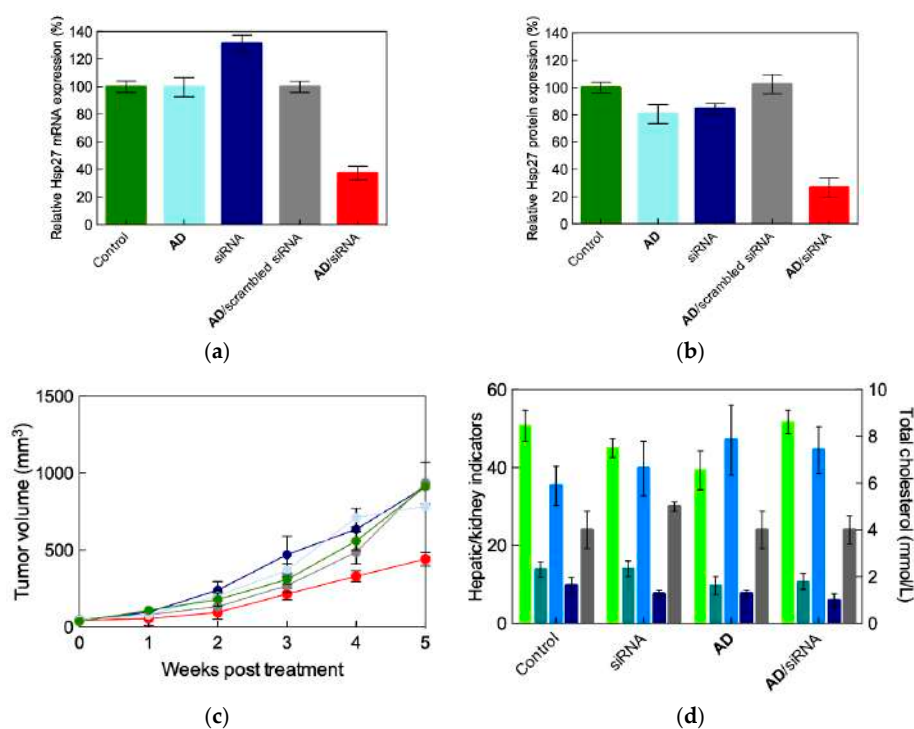 Relative Hsp27 mRNA expression (%)
140
120
100
80
60
40
20
0
Control
AD
siRNA
AD/scrambled siRNA
AD/siRNA
(a)
Relative Hsp27 protein expression (%)
140
120
100
80
60
40
20
0
Control
AD
siRNA
AD/scrambled siRNA
AD/siRNA
(b)
Tumor volume (mm³)
1500
1000
500
0
0 1 2 3 4 5
Weeks post treatment
(c)
Hepatic/kidney indicators
60
40
20
0
Total cholesterol (mmol/L)
10
8
6
4
2
0
Control
siRNA
AD
AD/siRNA
(d)